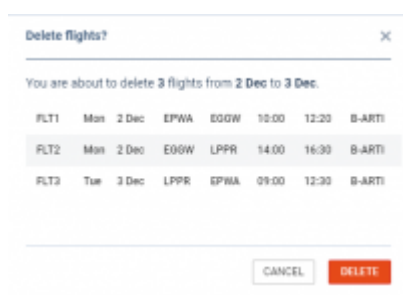 Delete flights?
You are about to delete 3 flights from 2 Dec to 3 Dec.
FLT1 Mon 2 Dec EPWA EGGW 10:00 12:20 B-ARTI
FLT2 Mon 2 Dec EGGW LPPR 14:00 16:30 B-ARTI
FLT3 Tue 3 Dec LPPR EPWA 09:00 12:30 B-ARTI
CANCEL DELETE